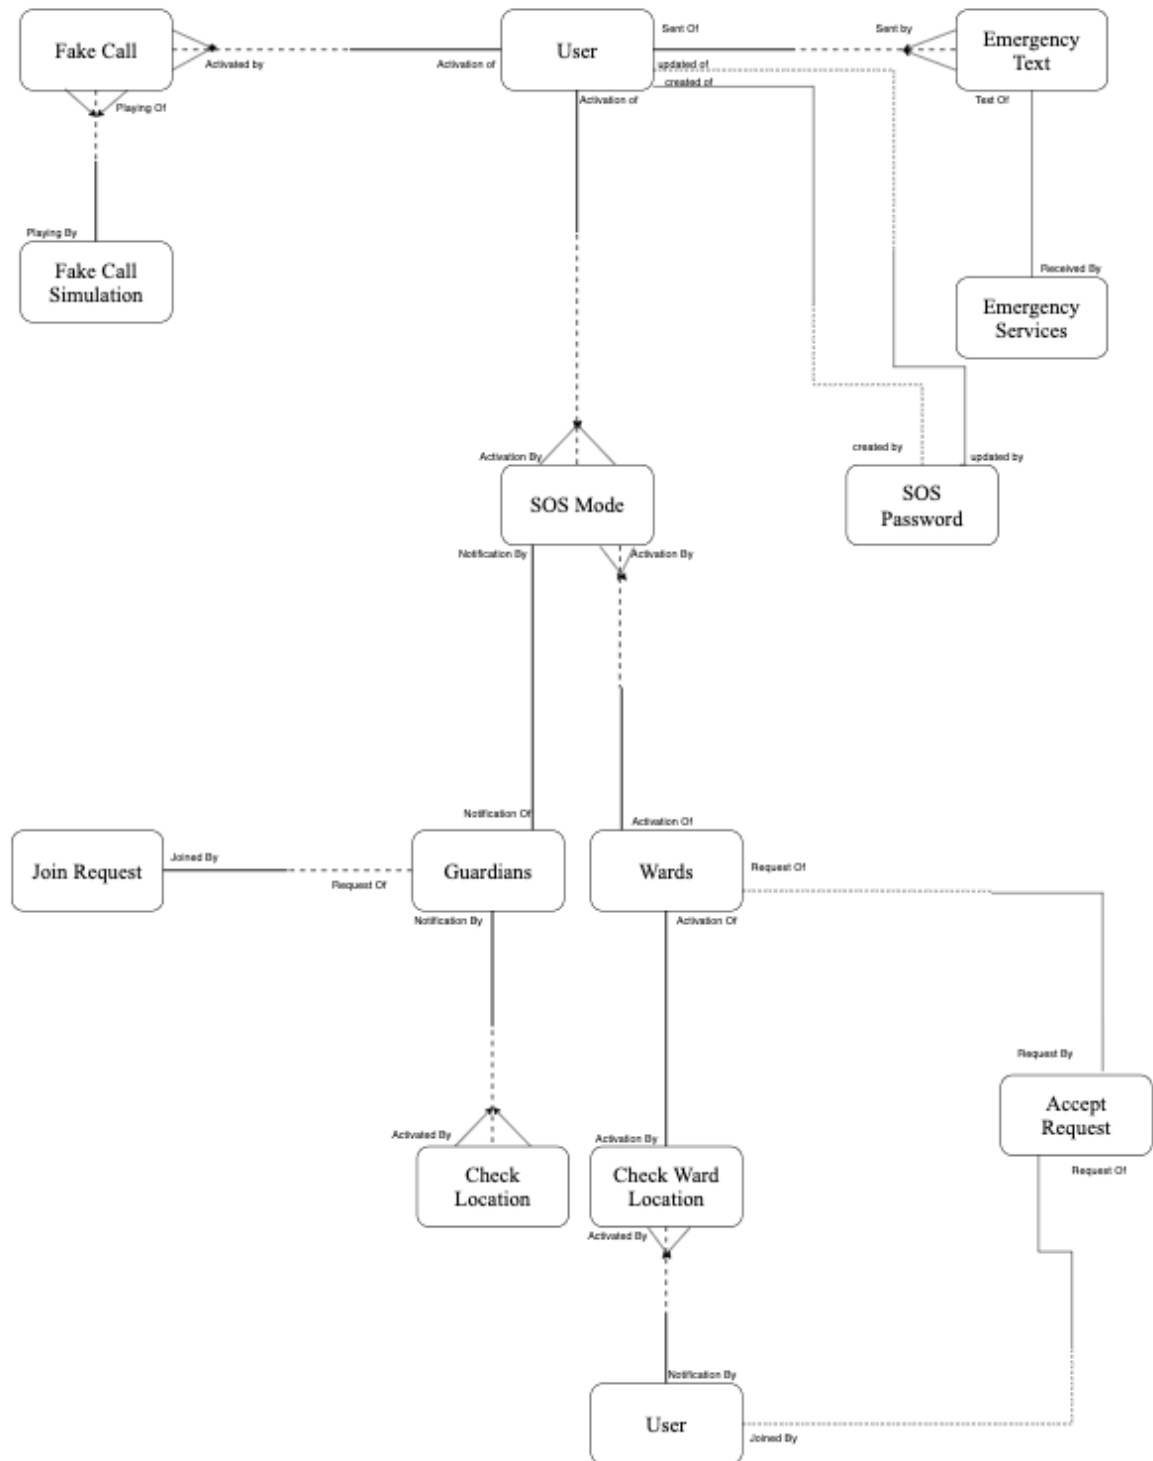 Fake Call
Activated by
Activation of
User
Sent Of
Sent by
Emergency
Text
updated of
created of
Activation of
Text Of
Playing Of
Playing By
Fake Call
Simulation
Received By
Emergency
Services
created by
updated by
Activation By
SOS Mode
SOS
Password
Notification By
Activation By
Notification Of
Activation Of
Join Request
Joined By
Request Of
Guardians
Wards
Request Of
Notification By
Activation Of
Request By
Accept
Request
Request Of
Activated By
Activation By
Check
Location
Check Ward
Location
Activated By
Notification By
User
Joined By